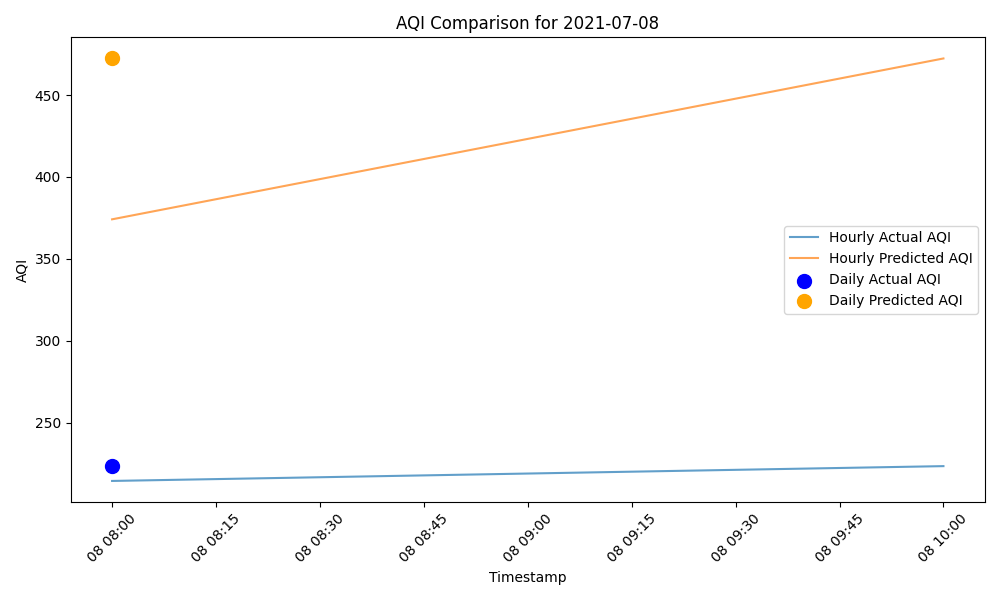 AQI Comparison for 2021-07-08
AQI
450
400
350
300
250
Hourly Actual AQI
Hourly Predicted AQI
Daily Actual AQI
Daily Predicted AQI
08 08:00
08 08:15
08 08:30
08 08:45
08 09:00
08 09:15
08 09:30
08 09:45
08 10:00
Timestamp